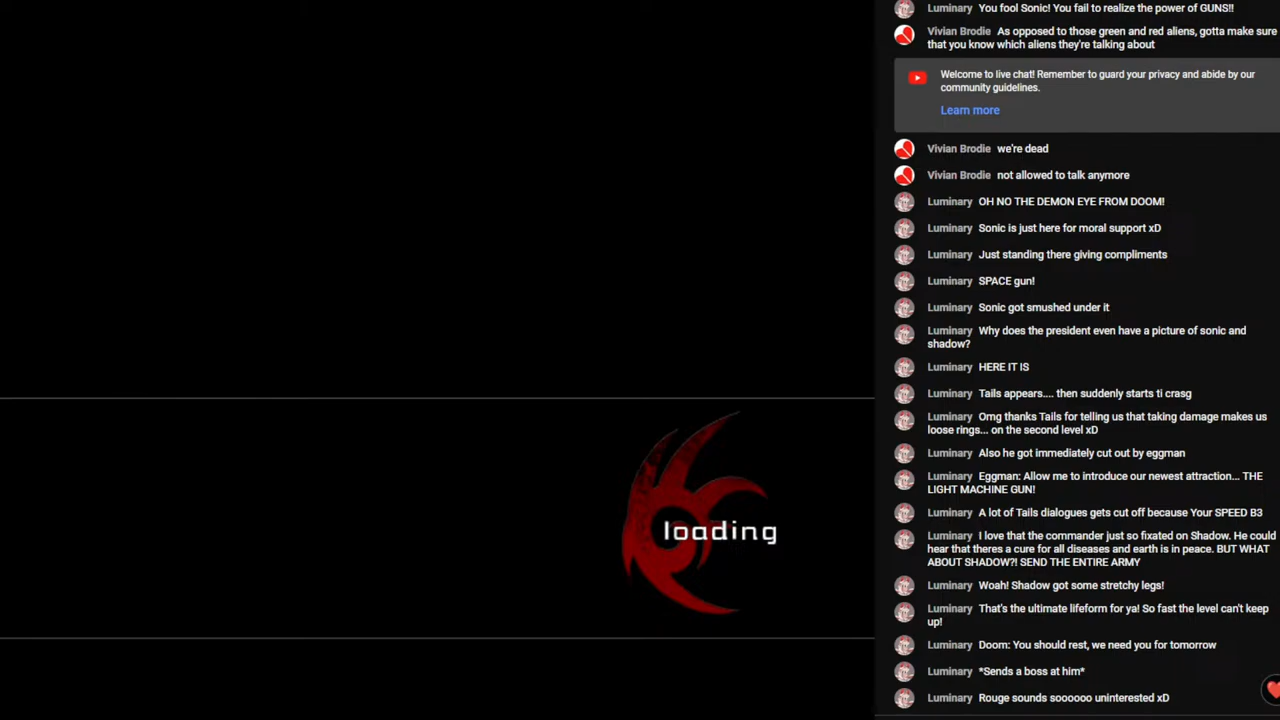 Luminary You fool Sonic! You fail to realize the power of GUNS!!
Vivian Brodie As opposed to those green and red aliens, gotta make sure
that you know which aliens they're talking about
Welcome to live chat! Remember to guard your privacy and abide by our
community guidelines.
Learn more
Vivian Brodie we're dead
Vivian Brodie not allowed to talk anymore
Luminary OH NO THE DEMON EYE FROM DOOM!
Luminary Sonic is just here for moral support xD
Luminary Just standing there giving compliments
Luminary SPACE gun!
Luminary Sonic got smushed under it
Luminary Why does the president even have a picture of sonic and
shadow?
Luminary HERE IT IS
Luminary Tails appears.... then suddenly starts ti crasg
Luminary Omg thanks Tails for telling us that taking damage makes us
loose rings... on the second level xD
Luminary Also he got immediately cut out by eggman
Luminary Eggman: Allow me to introduce our newest attraction... THE
LIGHT MACHINE GUN!
Luminary A lot of Tails dialogues gets cut off because Your SPEED B3
Luminary I love that the commander just so fixated on Shadow. He could
hear that theres a cure for all diseases and earth is in peace. BUT WHAT
ABOUT SHADOW?! SEND THE ENTIRE ARMY
loading
Luminary Woah! Shadow got some stretchy legs!
Luminary That's the ultimate lifeform for ya! So fast the level can't keep
up!
Luminary Doom: You should rest, we need you for tomorrow
Luminary *Sends a boss at him*
Luminary Rouge sounds soooooo uninterested xD